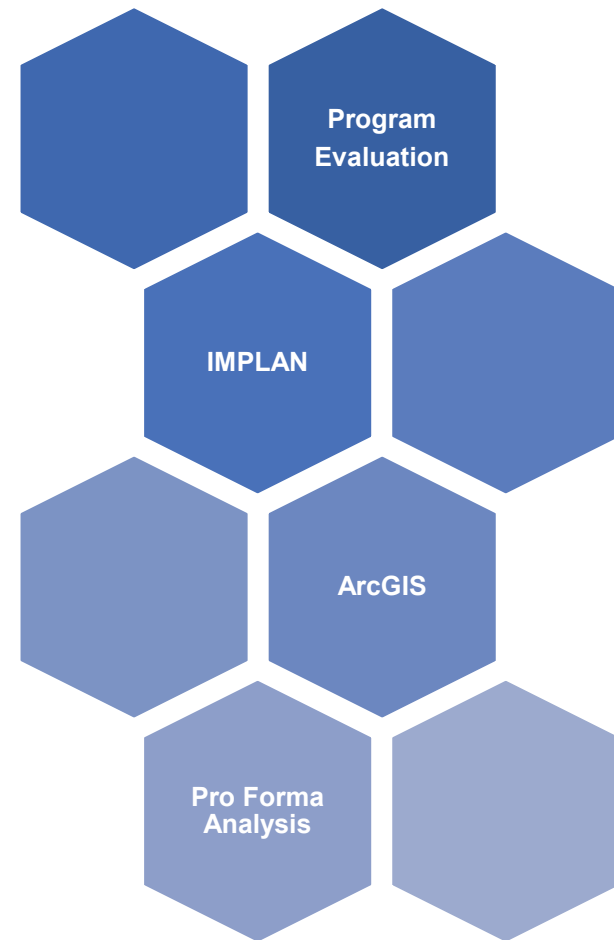 Program
Evaluation
IMPLAN
ArcGIS
Pro Forma
Analysis